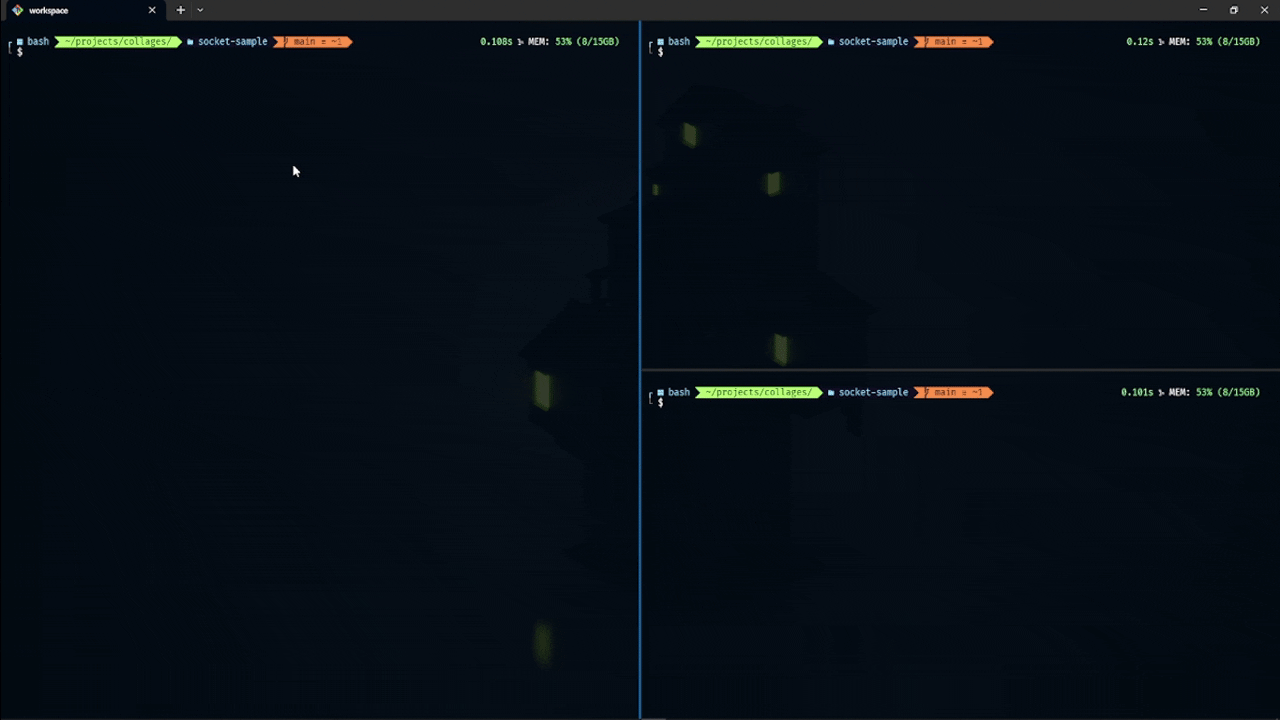 workspace
bash ~/projects/collages/ socket-sample main = ~1 0.108s MEM: 53% (8/15GB)
$
bash ~/projects/collages/ socket-sample main = ~1 0.12s MEM: 53% (8/15GB)
$
bash ~/projects/collages/ socket-sample main = ~1 0.101s MEM: 53% (8/15GB)
$